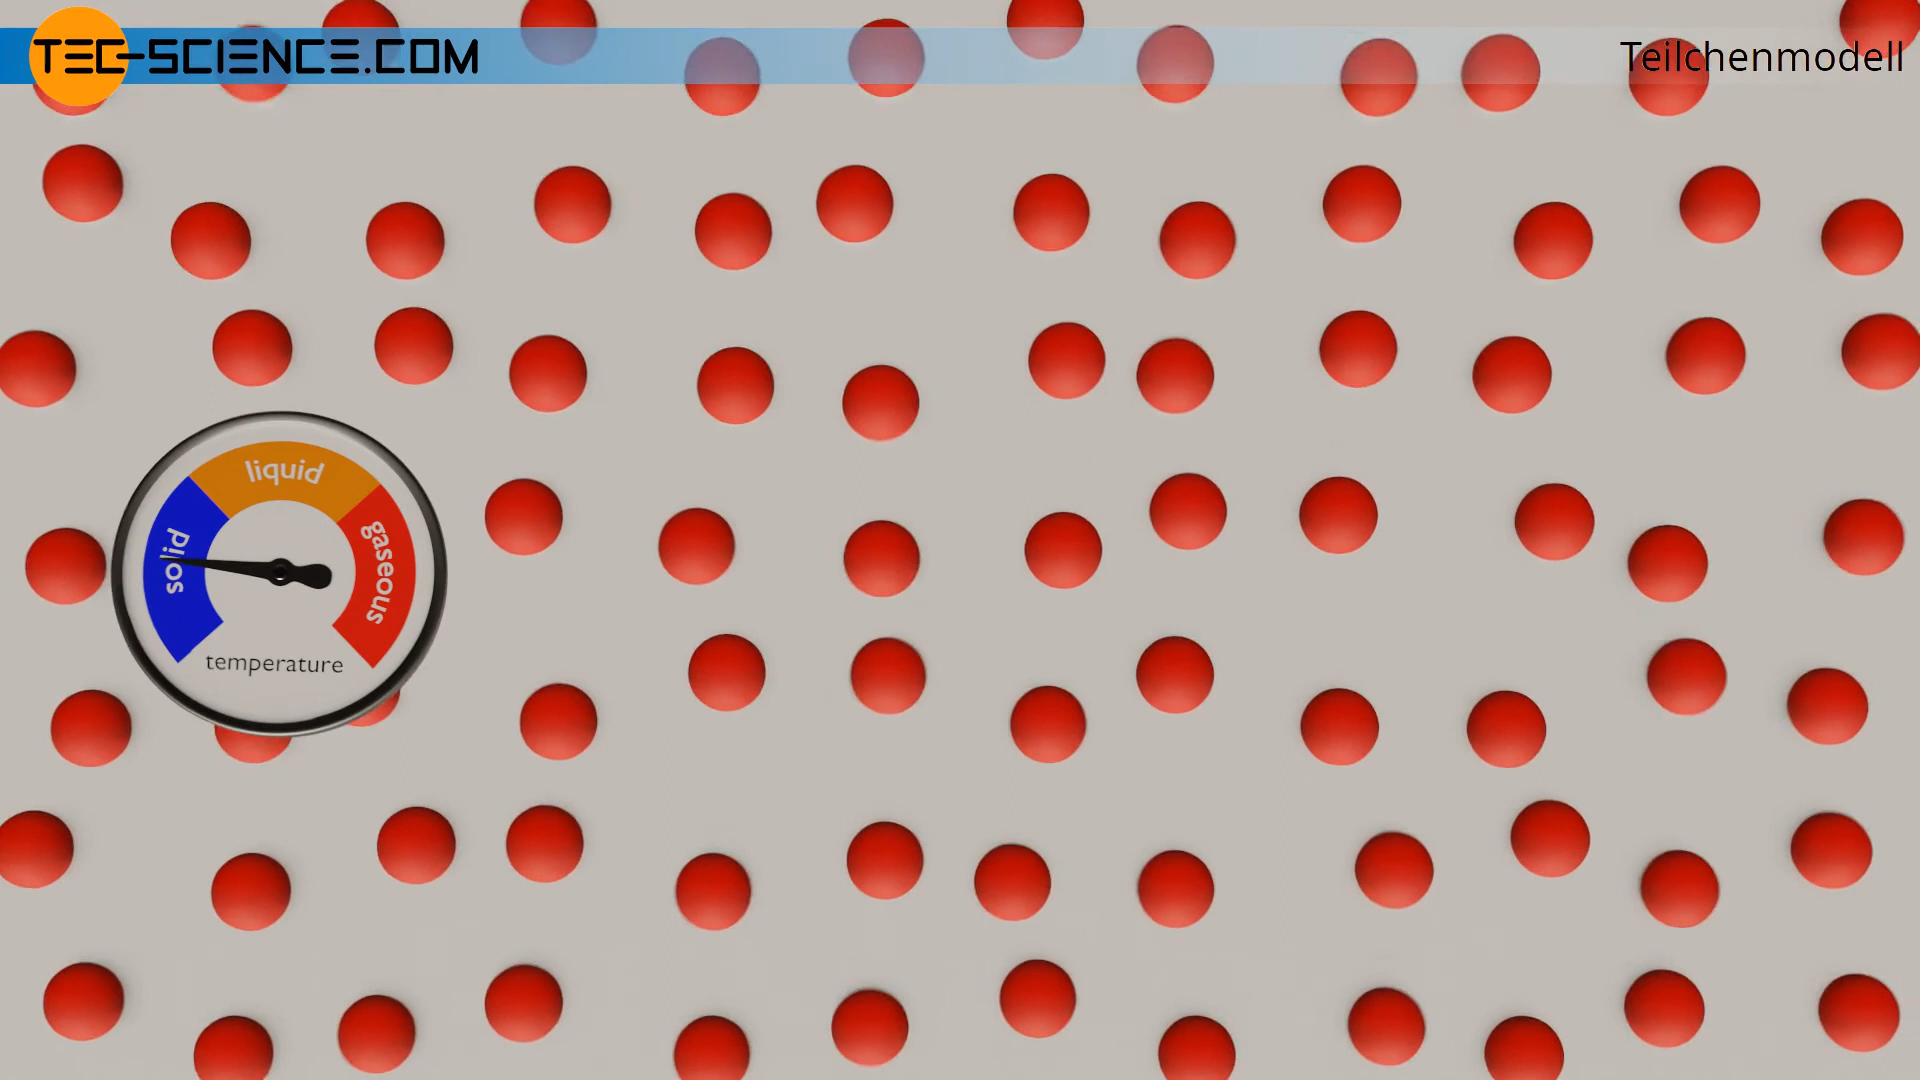 TEC-SCIENCE.COM
Teilchenmodell
liquid
solid
gaseous
temperature